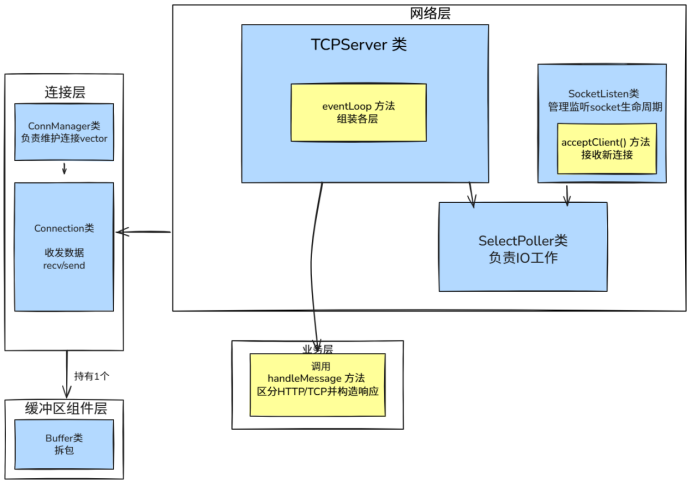 网络层
TCPServer 类
eventLoop 方法
组装各层
SocketListen类
管理监听socket生命周期
acceptClient() 方法
接收新连接
SelectPoller类
负责IO工作
连接层
ConnManager类
负责维护连接vector
Connection类
收发数据
recv/send
持有1个
缓冲区组件层
Buffer类
拆包
业务层
调用
handleMessage 方法
区分HTTP/TCP并构造响应